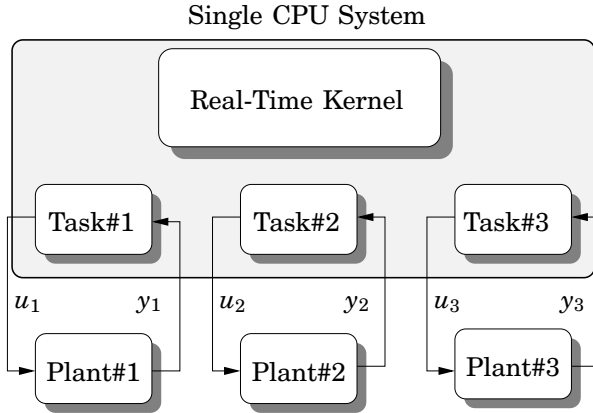 Single CPU System
Real-Time Kernel
Task#1 Task#2 Task#3
u₁ y₁ u₂ y₂ u₃ y₃
Plant#1 Plant#2 Plant#3